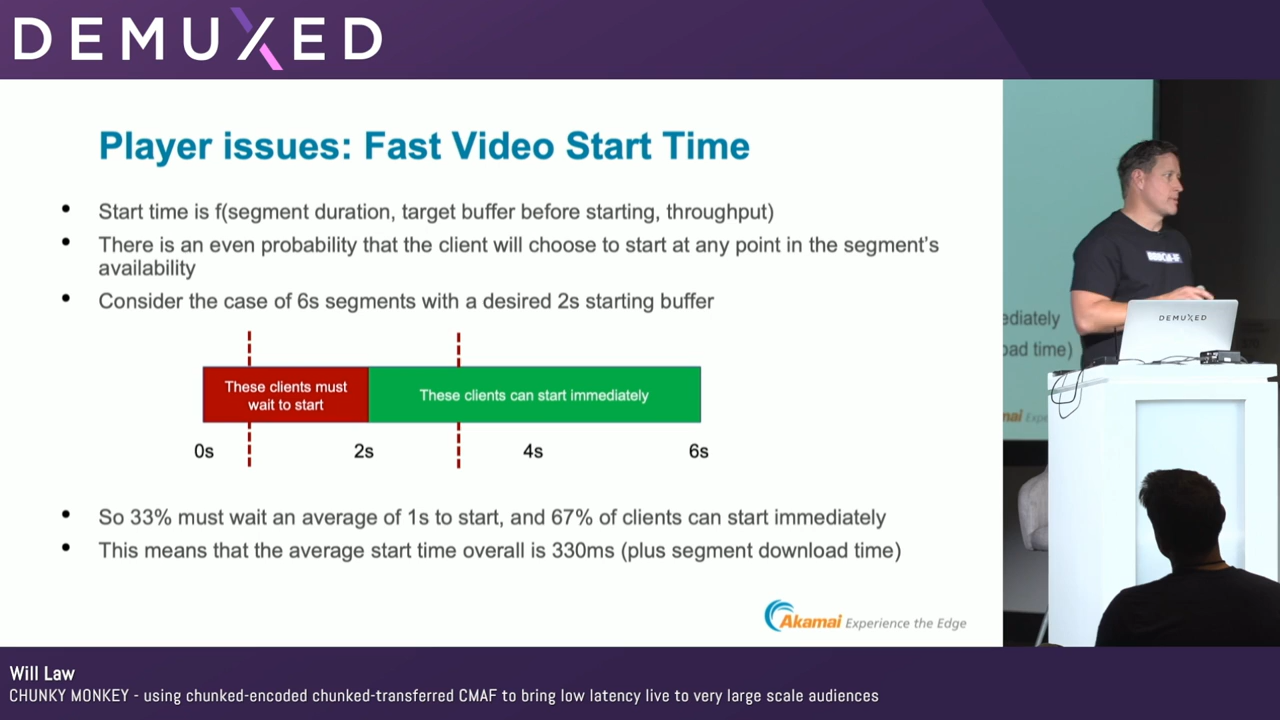 DEMUXED
Player issues: Fast Video Start Time
• Start time is f(segment duration, target buffer before starting, throughput)
• There is an even probability that the client will choose to start at any point in the segment's
availability
• Consider the case of 6s segments with a desired 2s starting buffer
These clients must
wait to start
These clients can start immediately
0s 2s 4s 6s
• So 33% must wait an average of 1s to start, and 67% of clients can start immediately
• This means that the average start time overall is 330ms (plus segment download time)
Akamai Experience the Edge
DEMUXED
ediately
oad time)
mai Expe
Will Law
CHUNKY MONKEY - using chunked-encoded chunked-transferred CMAF to bring low latency live to very large scale audiences